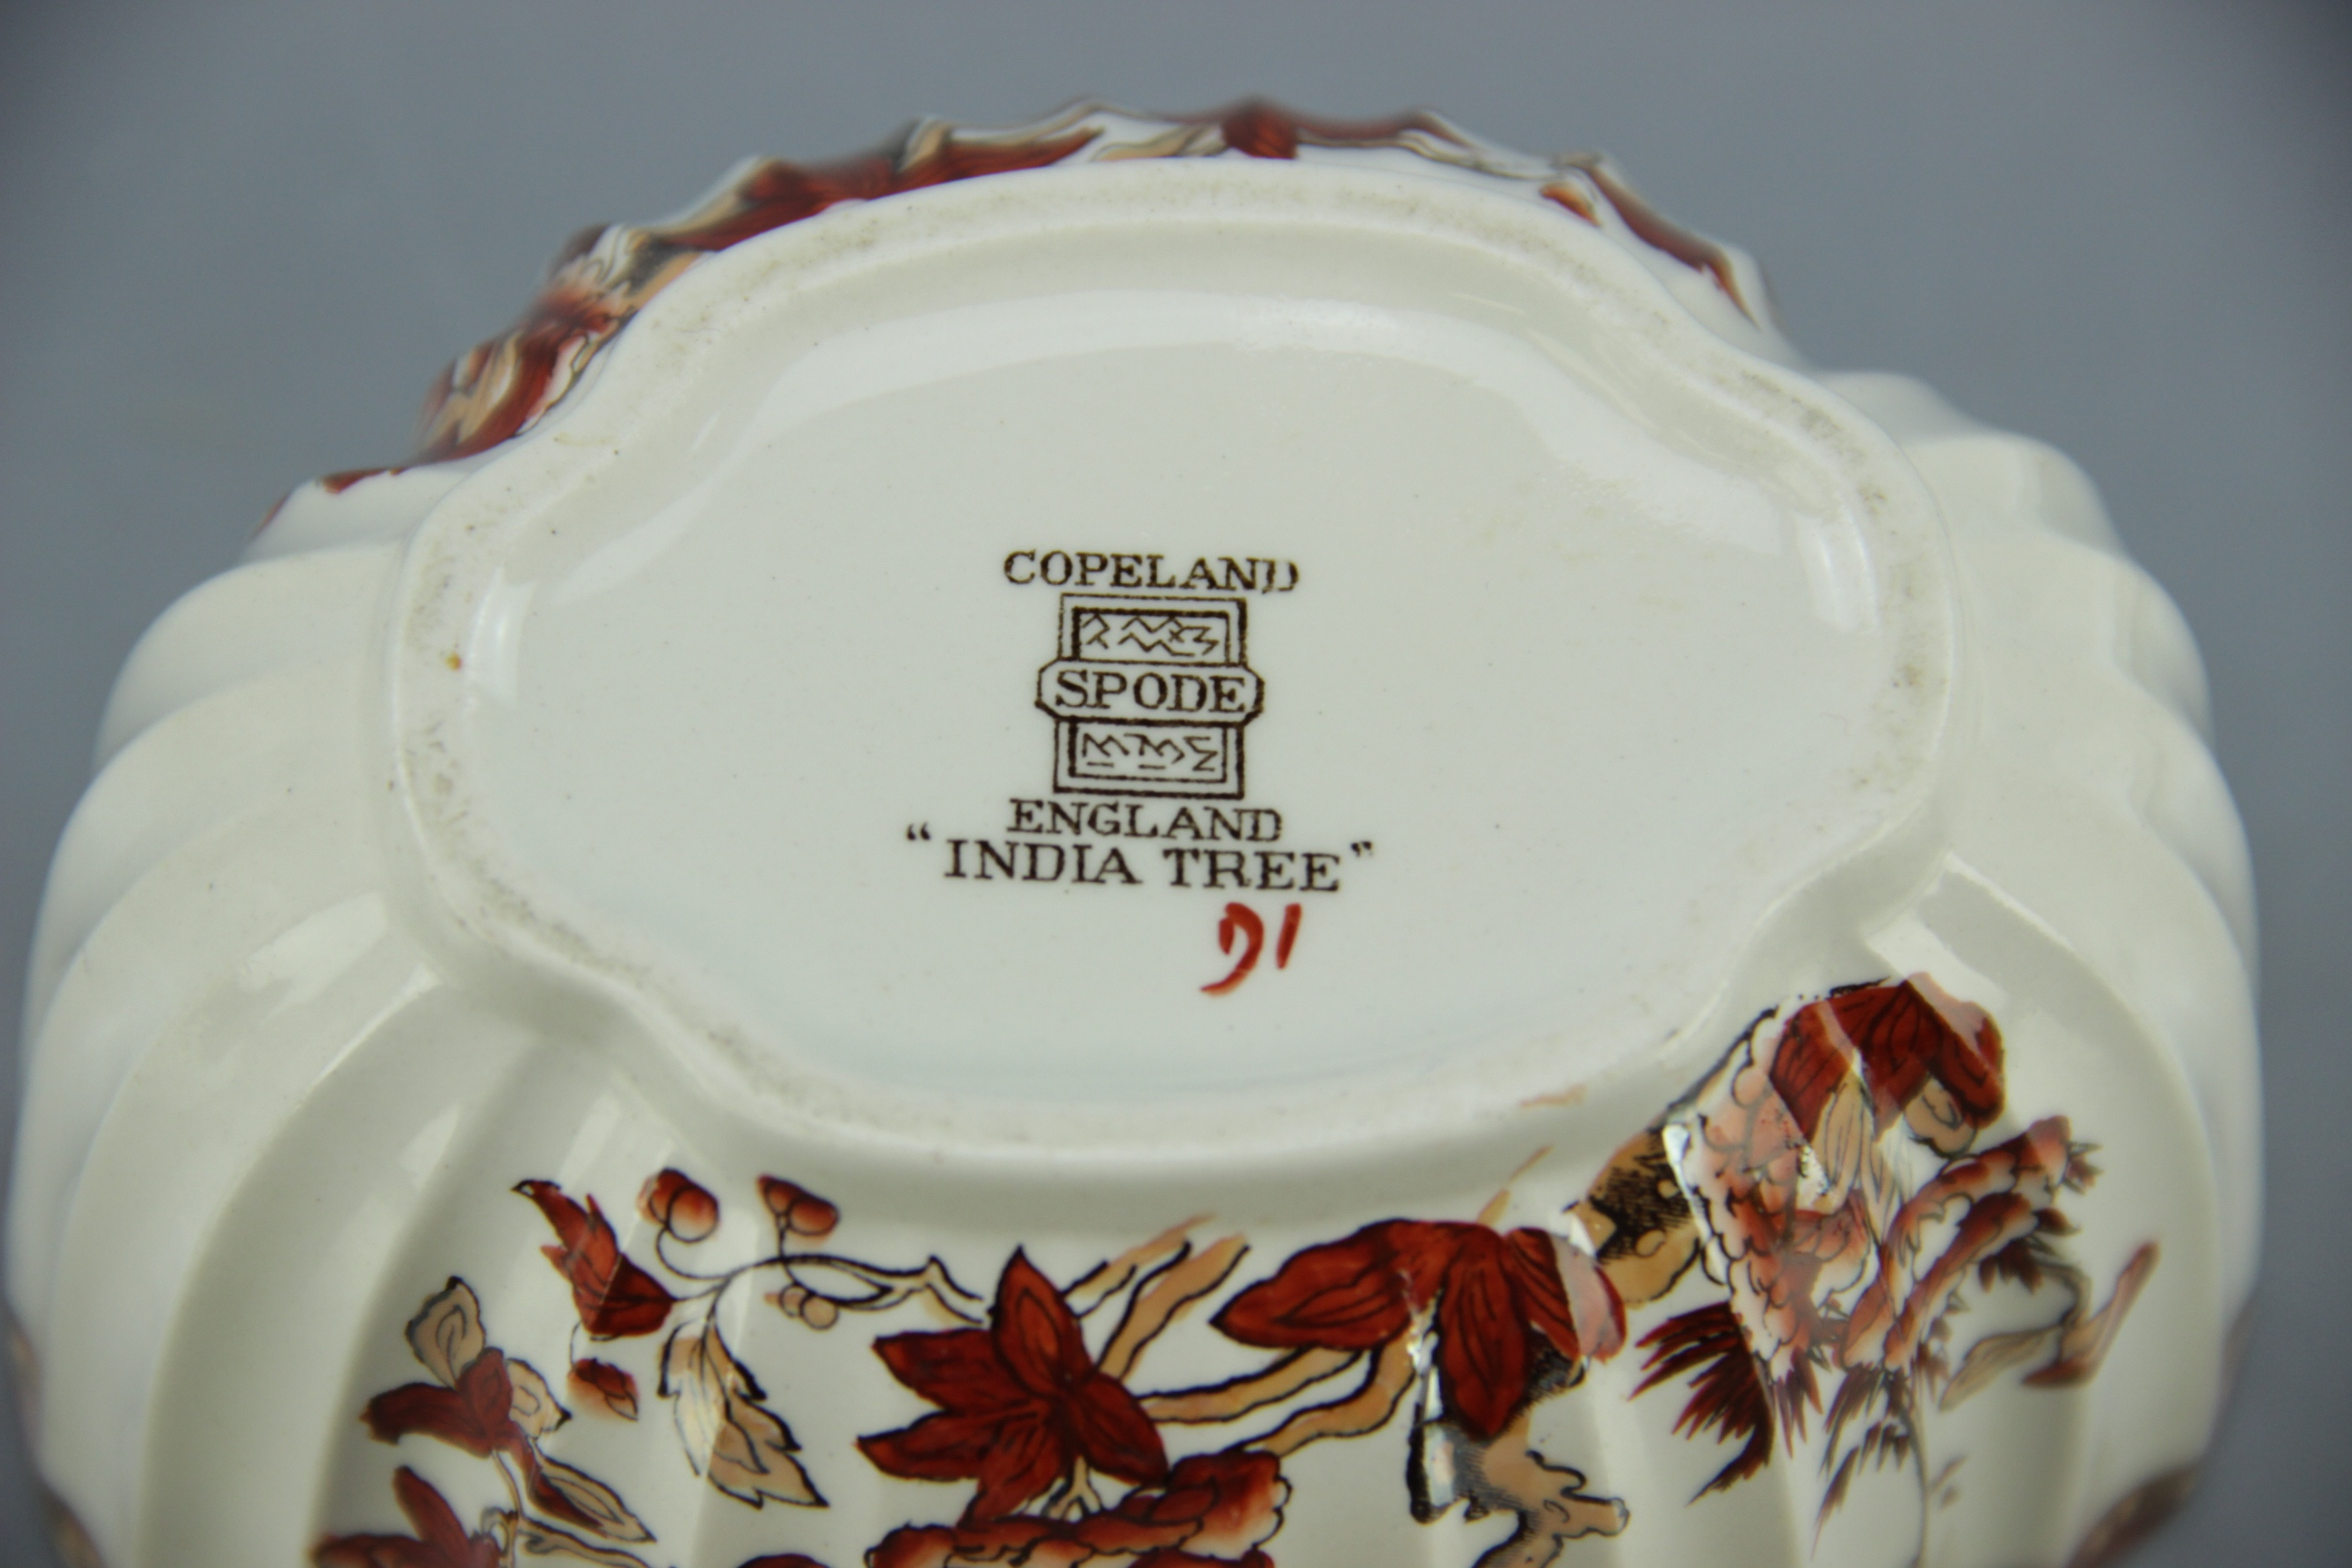 COPELAND
SPODE
ENGLAND
“INDIA TREE”